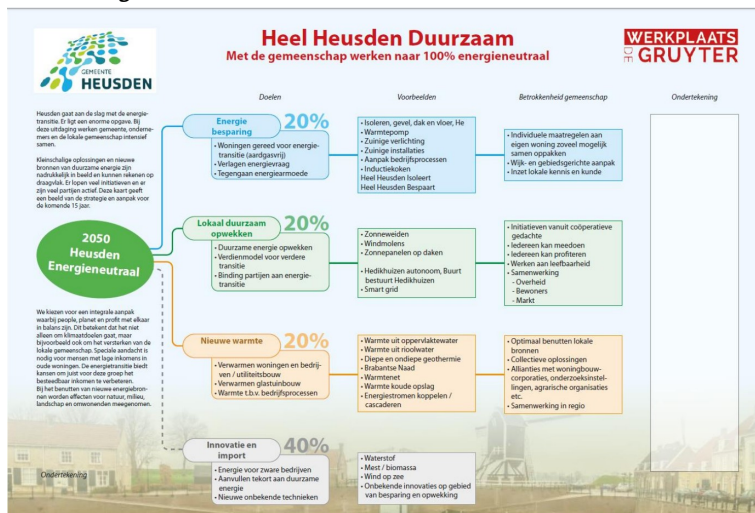 GEMEENTE
HEUSDEN
Heel Heusden Duurzaam
Met de gemeenschap werken naar 100% energieneutraal
WERKPLAATS
DE GRUYTER
Doelen
Voorbeelden
Betrokkenheid gemeenschap
Ondertekening
Heusden gaat aan de slag met de energie-
transitie. Er ligt een enorme opgave. Bij
deze uitdaging werken gemeente, onderne-
mers en de lokale gemeenschap intensief
samen.
Kleinschalige oplossingen en nieuwe
bronnen van duurzame energie zijn
nadrukkelijk in beeld en kunnen rekenen op
draagvlak. Er lopen veel initiatieven en er
zijn veel partijen actief. Deze kaart geeft
een beeld van de strategie en aanpak voor
de komende 15 jaar.
2050
Heusden
Energieneutraal
We kiezen voor een integrale aanpak
waarbij people, planet en profit met elkaar
in balans zijn. Dit betekent dat het niet
alleen om klimaatdoelen gaat, maar
bijvoorbeeld ook om het versterken van de
lokale gemeenschap. Speciale aandacht is
nodig voor mensen met lage inkomens in
oude woningen. De energietransitie biedt
kansen om juist voor deze groep het
besteedbaar inkomen te verbeteren.
Bij het benutten van nieuwe energiebron-
nen worden effecten voor natuur, milieu,
landschap en omwonenden meegenomen.
Ondertekening
Energie
besparing
20%
• Woningen gereed voor energie-
transitie (aardgasvrij)
• Verlagen energievraag
• Tegengaan energiearmoede
• Isoleren, gevel, dak en vloer, He
• Warmtepomp
• Zuinige verlichting
• Zuinige installaties
• Aanpak bedrijfsprocessen
• Inductiekoken
Heel Heusden Isoleert
Heel Heusden Bespaart
• Individuele maatregelen aan
eigen woning zoveel mogelijk
samen oppakken
• Wijk- en gebiedsgerichte aanpak
• Inzet lokale kennis en kunde
Lokaal duurzaam
opwekken
20%
• Duurzame energie opwekken
• Verdienmodel voor verdere
transitie
• Binding partijen aan energie-
transitie
• Zonneweiden
• Windmolens
• Zonnepanelen op daken
• Hedikhuizen autonoom, Buurt
bestuurt Hedikhuizen
• Smart grid
• Initiatieven vanuit coöperatieve
gedachte
• Iedereen kan meedoen
• Iedereen kan profiteren
• Werken aan leefbaarheid
• Samenwerking
- Overheid
- Bewoners
- Markt
Nieuwe warmte
20%
• Verwarmen woningen en bedrij-
ven / utiliteitsbouw
• Verwarmen glastuinbouw
• Warmte t.b.v. bedrijfsprocessen
• Warmte uit oppervlaktewater
• Warmte uit rioolwater
• Diepe en ondiepe geothermie
• Brabantse Naad
• Warmtenet
• Warmte koude opslag
• Energiestromen koppelen /
cascaderen
• Optimaal benutten lokale
bronnen
• Collectieve oplossingen
• Allianties met woningbouw-
corporaties, onderzoeksinstel-
lingen, agrarische organisaties
etc.
• Samenwerking in regio
Innovatie en
import
40%
• Energie voor zware bedrijven
• Aanvullen tekort aan duurzame
energie
• Nieuwe onbekende technieken
• Waterstof
• Mest / biomassa
• Wind op zee
• Onbekende innovaties op gebied
van besparing en opwekking